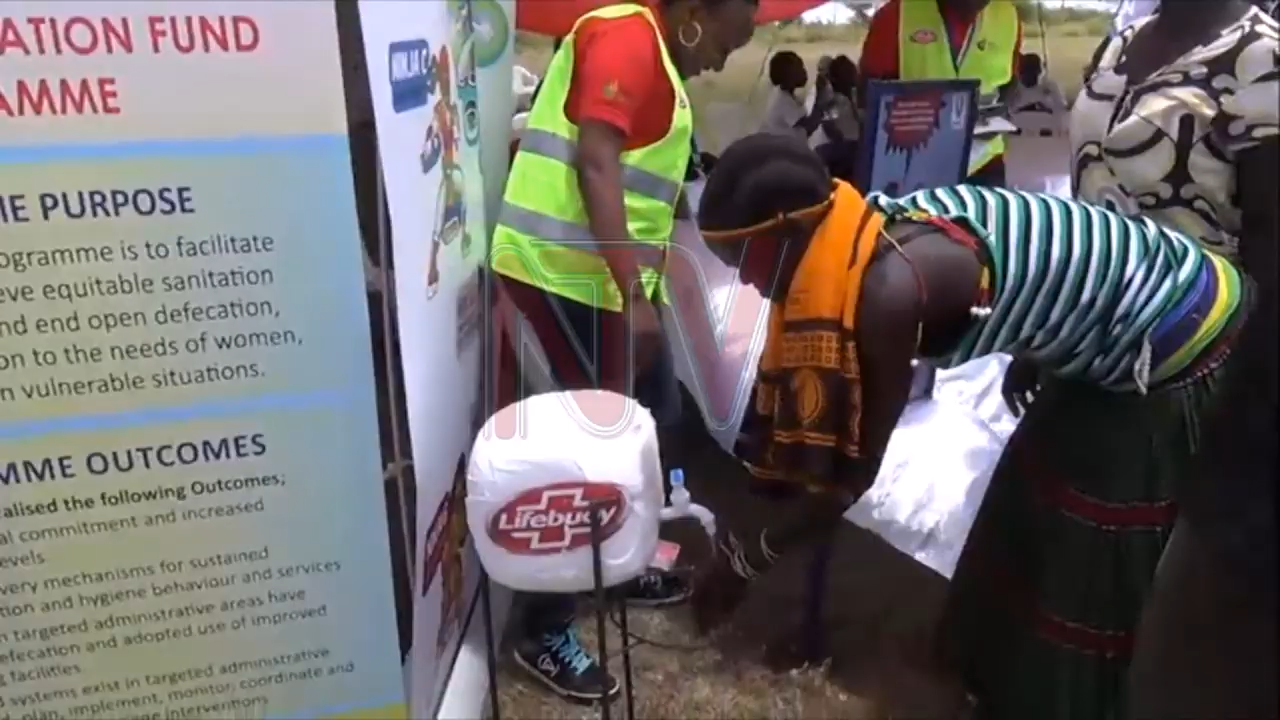 ATION FUND
AMME
ME PURPOSE
ogramme is to facilitate
eve equitable sanitation
nd end open defecation,
on to the needs of women,
n vulnerable situations.
MME OUTCOMES
alised the following Outcomes;
al commitment and increased
evels
very mechanisms for sustained
tion and hygiene behaviour and services
n targeted administrative areas have
efecation and adopted use of improved
g facilities
d systems exist in targeted administrative
plan, implement, monitor, coordinate and
interventions
NINJA C
NTV
Lifebuoy